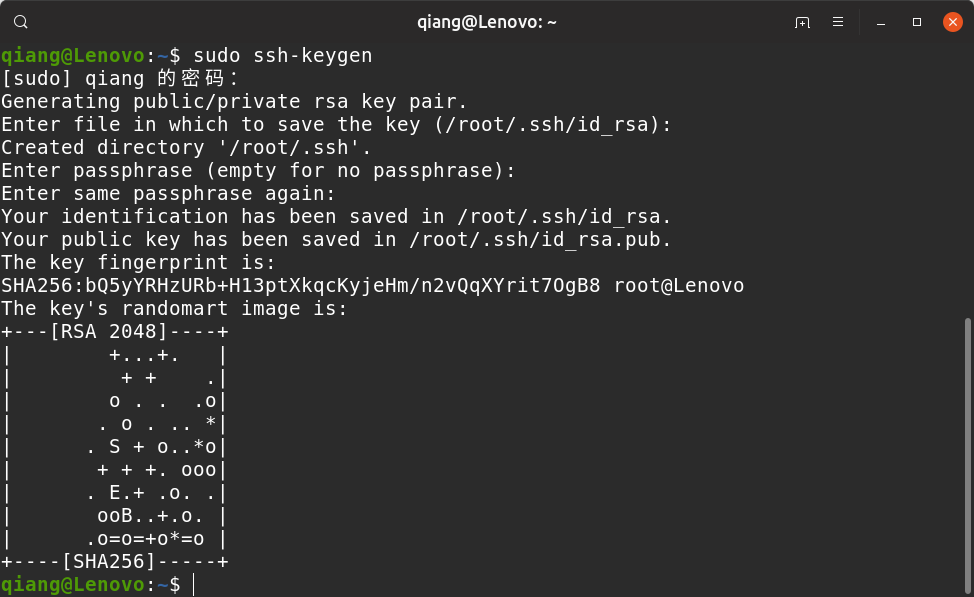 qiang@Lenovo: ~
qiang@Lenovo:~$ sudo ssh-keygen
[sudo] qiang 的密码：
Generating public/private rsa key pair.
Enter file in which to save the key (/root/.ssh/id_rsa):
Created directory '/root/.ssh'.
Enter passphrase (empty for no passphrase):
Enter same passphrase again:
Your identification has been saved in /root/.ssh/id_rsa.
Your public key has been saved in /root/.ssh/id_rsa.pub.
The key fingerprint is:
SHA256:bQ5yYRHzURb+H13ptXkqcKyjeHm/n2vQqXYrit7OgB8 root@Lenovo
The key's randomart image is:
+---[RSA 2048]----+
|        +...+.   |
|         + +    .|
|        o . .  .o|
|       . o . .. *|
|      . S + o..*o|
|       + + +. ooo|
|      . E.+ .o. .|
|       ooB..+.o. |
|      .o=o=+o*=o |
+----[SHA256]-----+
qiang@Lenovo:~$